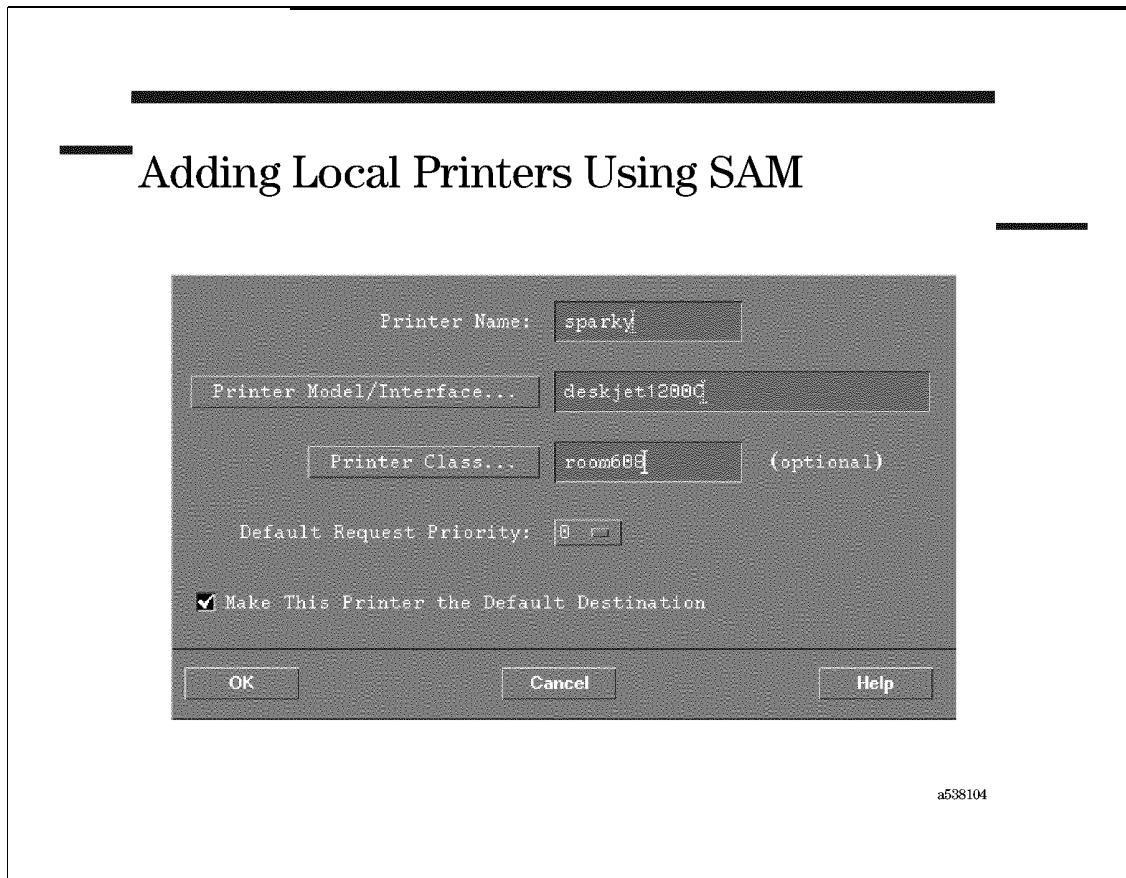 Adding Local Printers Using SAM
Printer Name: sparky
Printer Model/Interface... deskjet1200C
Printer Class... room608 (optional)
Default Request Priority: 0
Make This Printer the Default Destination
OK Cancel Help
a538104